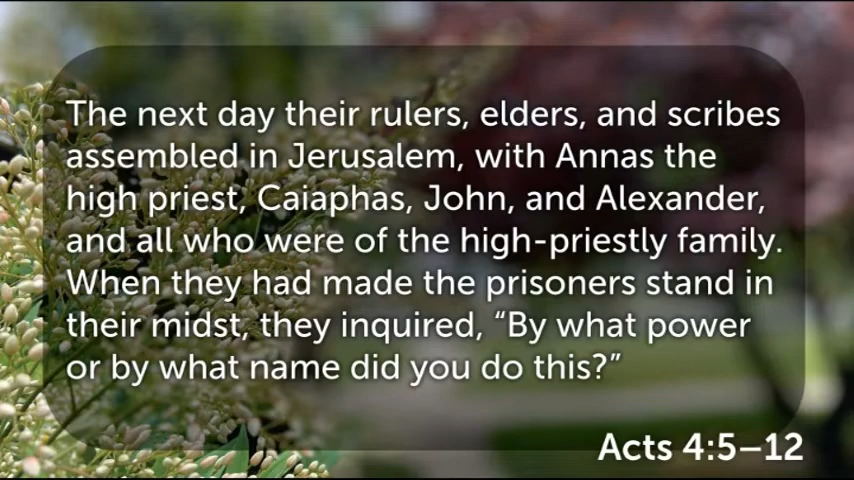 The next day their rulers, elders, and scribes
assembled in Jerusalem, with Annas the
high priest, Caiaphas, John, and Alexander,
and all who were of the high-priestly family.
When they had made the prisoners stand in
their midst, they inquired, “By what power
or by what name did you do this?”
Acts 4:5–12